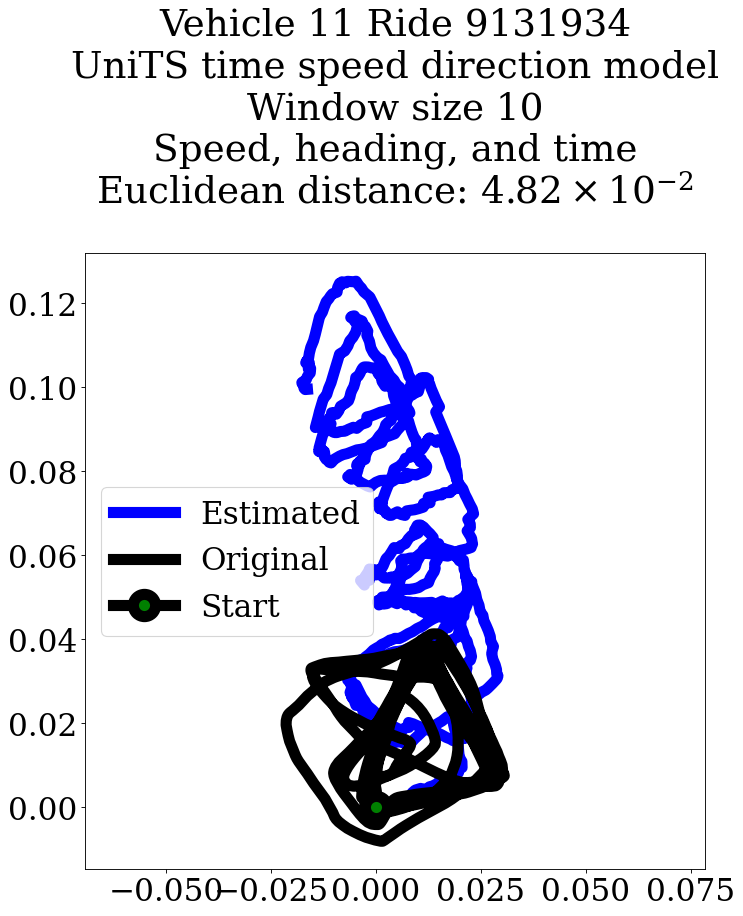 Vehicle 11 Ride 9131934
UniTS time speed direction model
Window size 10
Speed, heading, and time
Euclidean distance: 4.82 × 10⁻²
0.12
0.10
0.08
0.06
0.04
0.02
0.00
Estimated
Original
Start
−0.050 −0.025 0.000 0.025 0.050 0.075